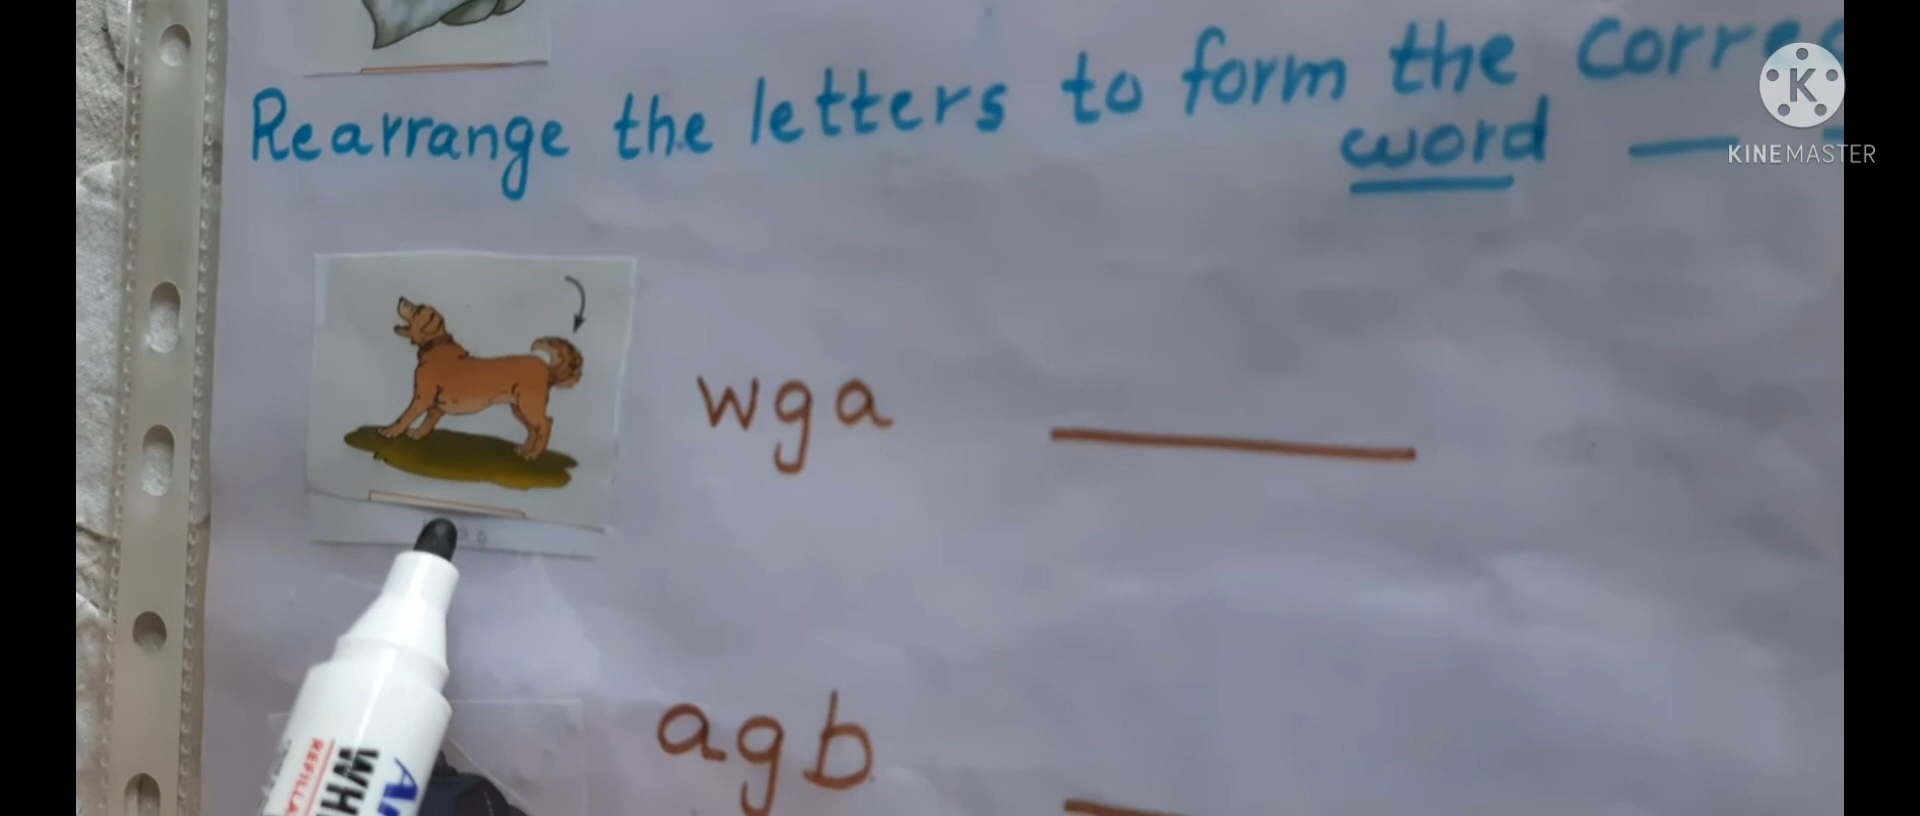 Rearrange the letters to form the
word —
KINEMASTER
wga
agb